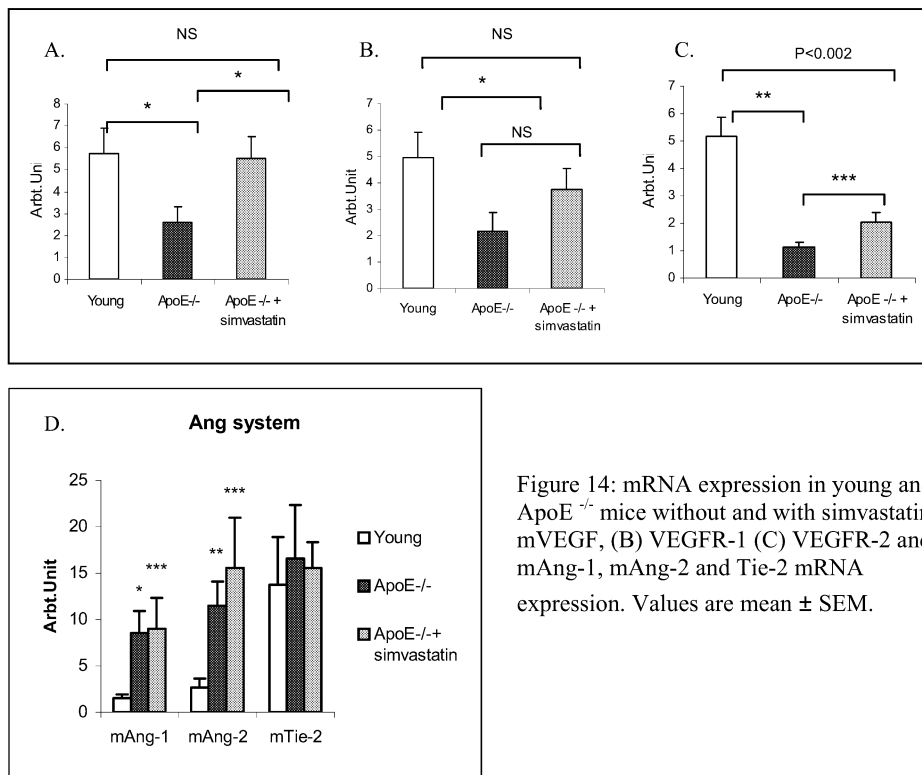 A.
NS
*
*
8
7
6
5
4
3
2
1
0
Arbt.Uni
Young
ApoE-/-
ApoE -/- +
simvastatin
B.
NS
*
NS
7
6
5
4
3
2
1
0
Arbt.Unit
Young
ApoE-/-
ApoE -/- +
simvastatin
C.
P<0.002
**
***
7
6
5
4
3
2
1
0
Arbt.Uni
Young
ApoE-/-
ApoE -/- +
simvastatin
D.
Ang system
25
20
15
10
5
0
Arbt.Unit
* ***
** ***
mAng-1 mAng-2 mTie-2
Young
ApoE-/-
ApoE-/-+
simvastatin
Figure 14: mRNA expression in young an
ApoE -/- mice without and with simvastatin
mVEGF, (B) VEGFR-1 (C) VEGFR-2 and
mAng-1, mAng-2 and Tie-2 mRNA
expression. Values are mean ± SEM.